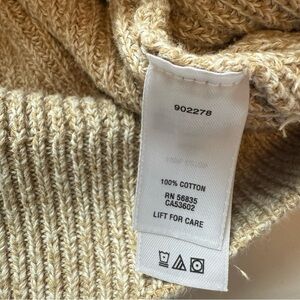 902278
100% COTTON
RN 56835
CA53602
LIFT FOR CARE